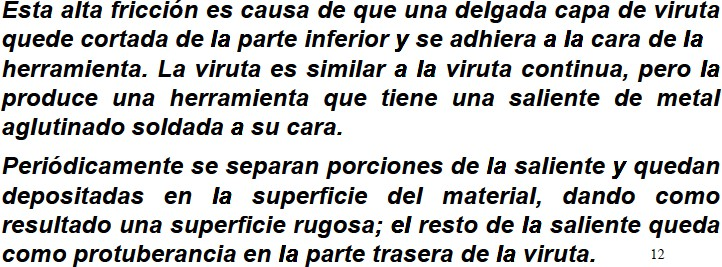 Esta alta fricción es causa de que una delgada capa de viruta
quede cortada de la parte inferior y se adhiera a la cara de la
herramienta. La viruta es similar a la viruta continua, pero la
produce una herramienta que tiene una saliente de metal
aglutinado soldada a su cara.
Periódicamente se separan porciones de la saliente y quedan
depositadas en la superficie del material, dando como
resultado una superficie rugosa; el resto de la saliente queda
como protuberancia en la parte trasera de la viruta. 12